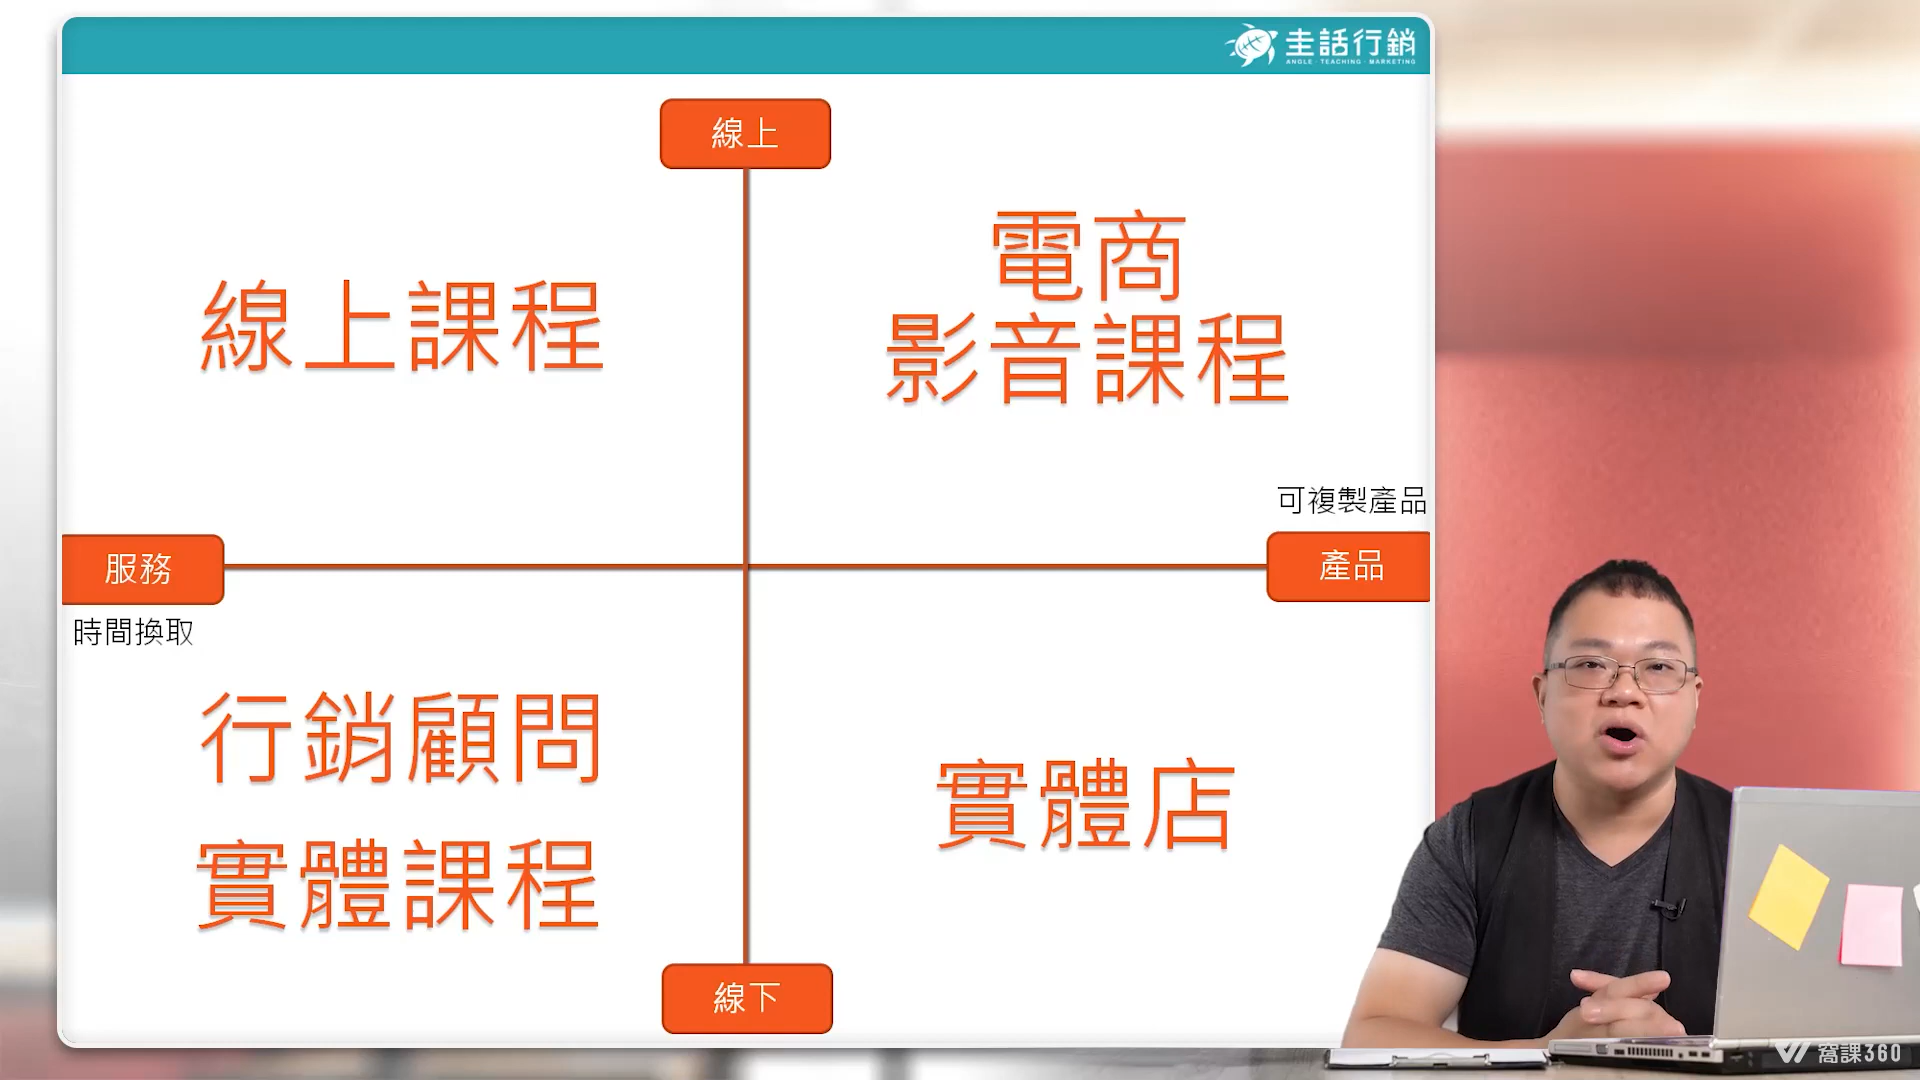 圭話行銷
ANGLE · TEACHING · MARKETING
線上
線上課程
電商
影音課程
可複製產品
服務
產品
時間換取
行銷顧問
實體課程
實體店
線下
窩課360